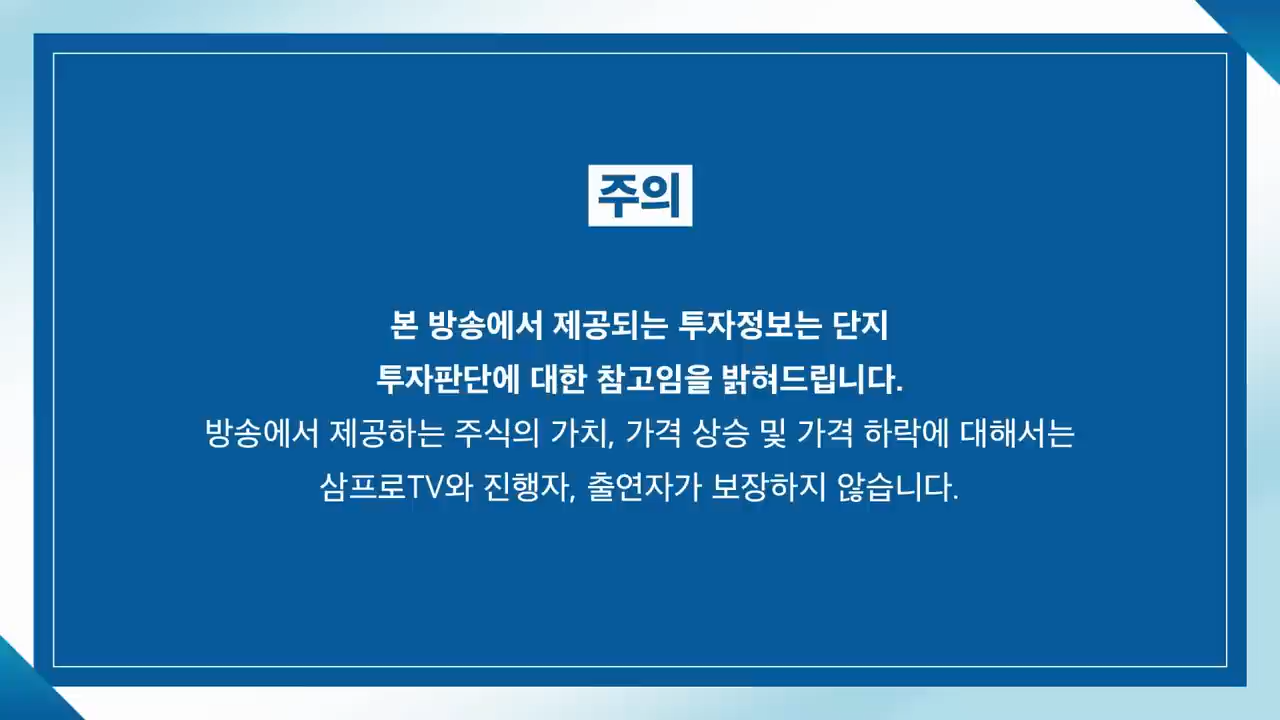 주의
본 방송에서 제공되는 투자정보는 단지
투자판단에 대한 참고임을 밝혀드립니다.
방송에서 제공하는 주식의 가치, 가격 상승 및 가격 하락에 대해서는
삼프로TV와 진행자, 출연자가 보장하지 않습니다.